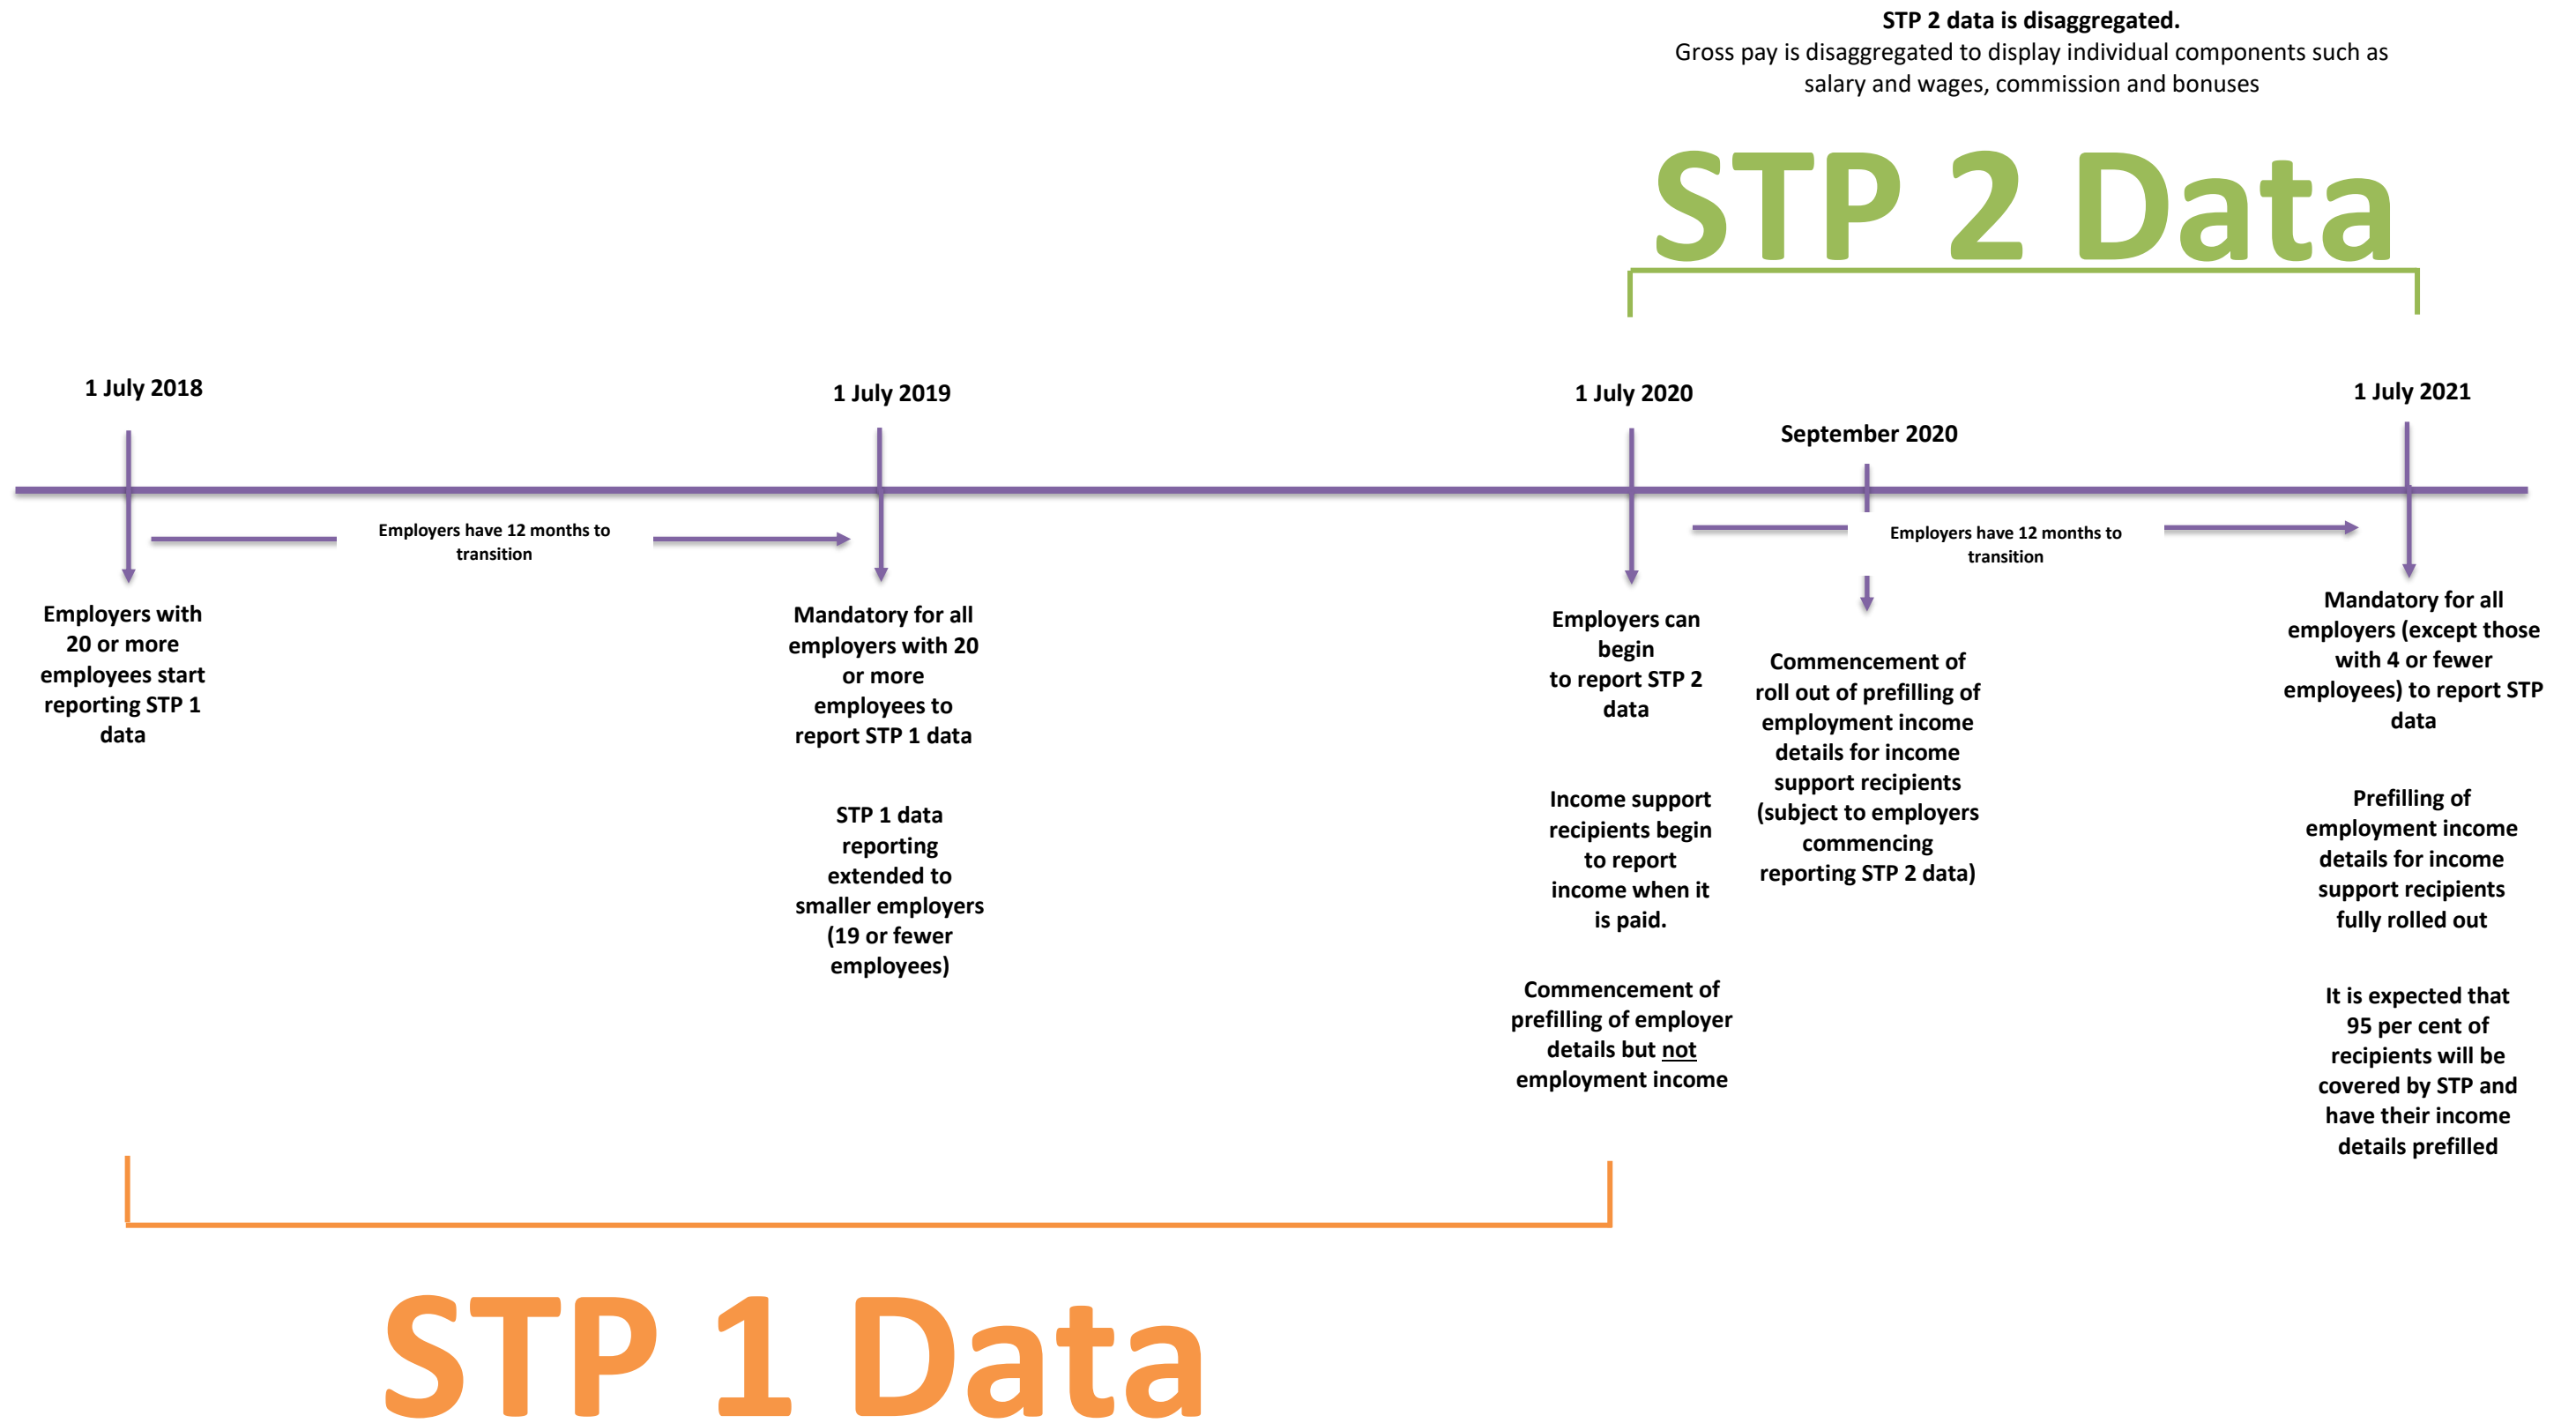 STP 2 data is disaggregated.
Gross pay is disaggregated to display individual components such as
salary and wages, commission and bonuses
STP 2 Data
1 July 2018
1 July 2019
1 July 2020
September 2020
1 July 2021
Employers have 12 months to
transition
Employers have 12 months to
transition
Employers with
20 or more
employees start
reporting STP 1
data
Mandatory for all
employers with 20
or more
employees to
report STP 1 data
STP 1 data
reporting
extended to
smaller employers
(19 or fewer
employees)
Employers can
begin
to report STP 2
data
Income support
recipients begin
to report
income when it
is paid.
Commencement of
prefilling of employer
details but not
employment income
Commencement of
roll out of prefilling of
employment income
details for income
support recipients
(subject to employers
commencing
reporting STP 2 data)
Mandatory for all
employers (except those
with 4 or fewer
employees) to report STP
data
Prefilling of
employment income
details for income
support recipients
fully rolled out
It is expected that
95 per cent of
recipients will be
covered by STP and
have their income
details prefilled
STP 1 Data